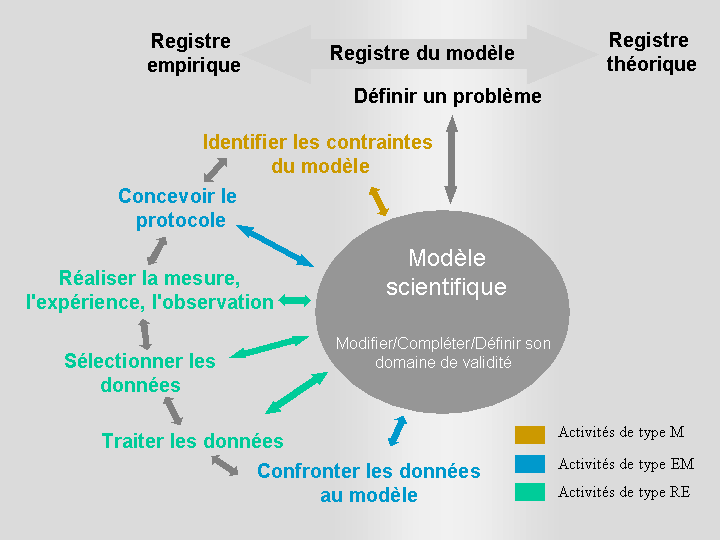 Registre
empirique
Registre du modèle
Registre
théorique
Définir un problème
Identifier les contraintes
du modèle
Concevoir le
protocole
Réaliser la mesure,
l'expérience, l'observation
Sélectionner les
données
Traiter les données
Confronter les données
au modèle
Modèle
scientifique
Modifier/Compléter/Définir son
domaine de validité
Activités de type M
Activités de type EM
Activités de type RE